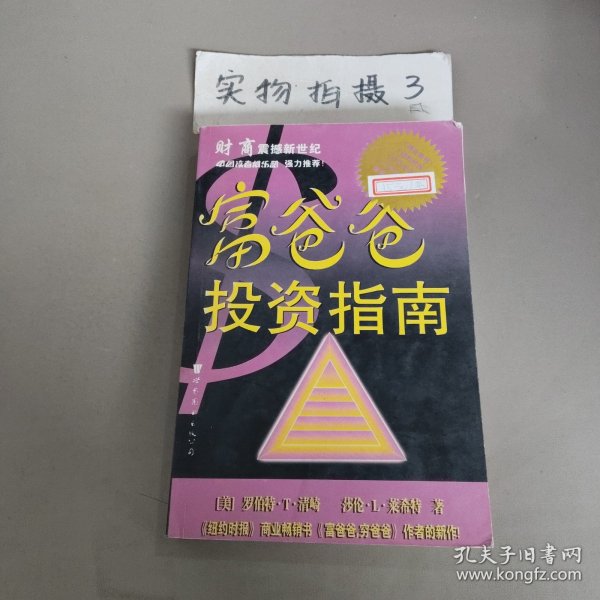 实物拍摄3
财商震撼新世纪
中国读者俱乐部 强力推荐!
富爸爸
投资指南
[美] 罗伯特·T·清崎 莎伦·L·莱希特 著
《纽约时报》商业畅销书《富爸爸,穷爸爸》作者的新作!
孔夫子旧书网
www.kongfz.com